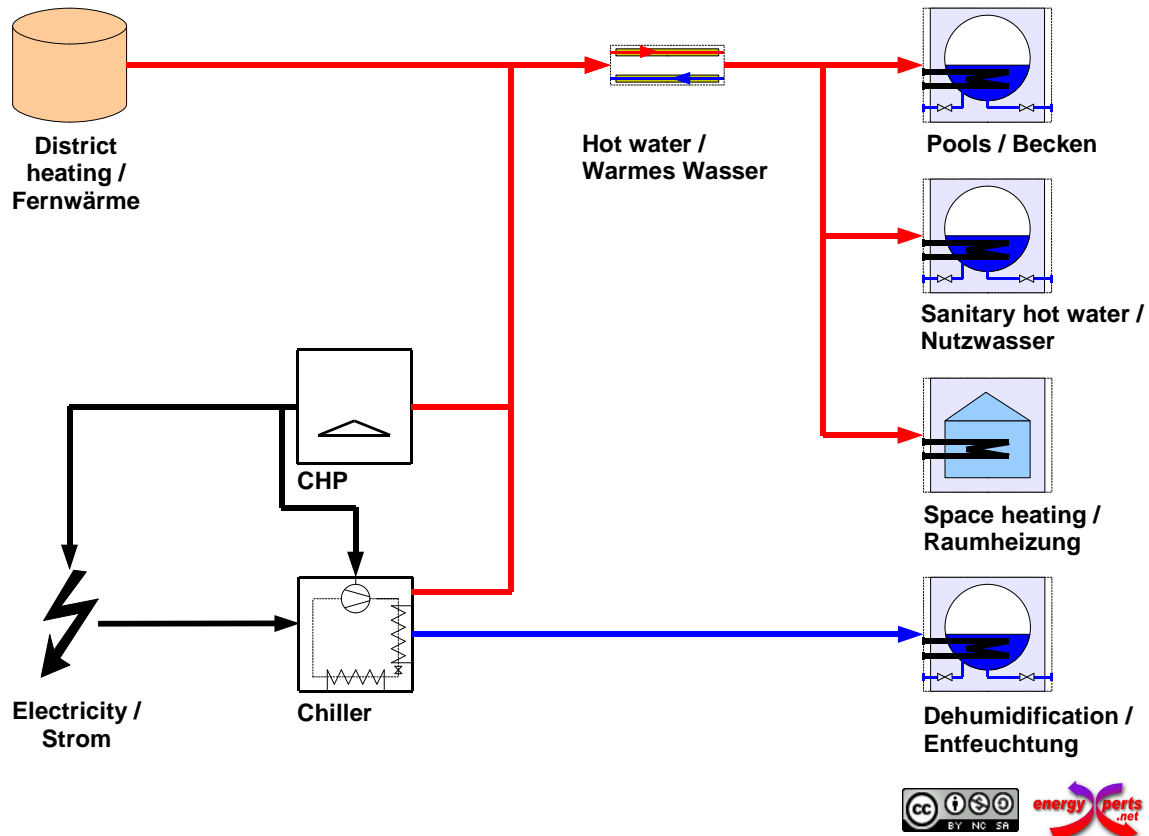 District
heating /
Fernwärme
Hot water /
Warmes Wasser
Pools / Becken
Sanitary hot water /
Nutzwasser
CHP
Space heating /
Raumheizung
Electricity /
Strom
Chiller
Dehumidification /
Entfeuchtung
cc
BY NC SA
energy perts
.net